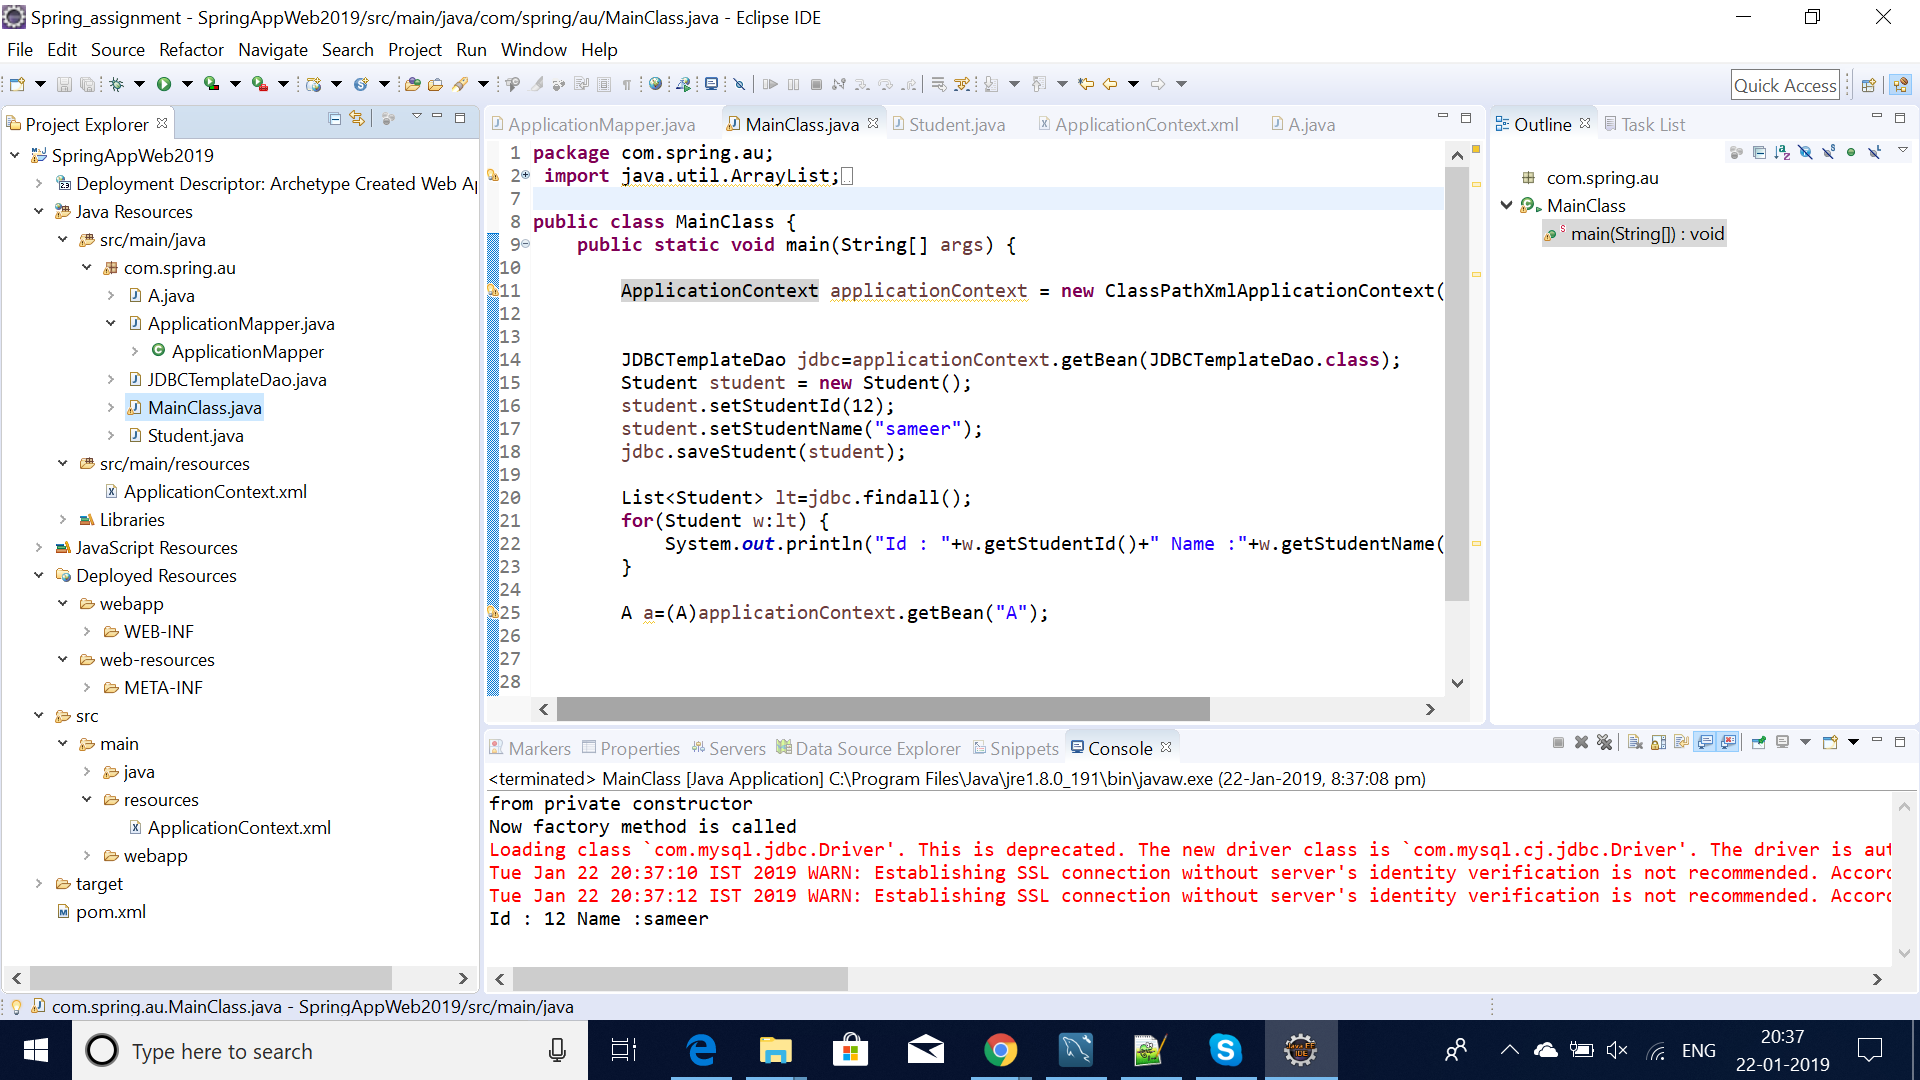 Spring_assignment - SpringAppWeb2019/src/main/java/com/spring/au/MainClass.java - Eclipse IDE
File Edit Source Refactor Navigate Search Project Run Window Help
Quick Access
Project Explorer
SpringAppWeb2019
Deployment Descriptor: Archetype Created Web Ap
Java Resources
src/main/java
com.spring.au
A.java
ApplicationMapper.java
ApplicationMapper
JDBCTemplateDao.java
MainClass.java
Student.java
src/main/resources
ApplicationContext.xml
Libraries
JavaScript Resources
Deployed Resources
webapp
WEB-INF
web-resources
META-INF
src
main
java
resources
ApplicationContext.xml
webapp
target
pom.xml
ApplicationMapper.java MainClass.java Student.java ApplicationContext.xml A.java
1 package com.spring.au;
2 import java.util.ArrayList;
7
8 public class MainClass {
9 public static void main(String[] args) {
10
11 ApplicationContext applicationContext = new ClassPathXmlApplicationContext(
12
13
14 JDBCTemplateDao jdbc=applicationContext.getBean(JDBCTemplateDao.class);
15 Student student = new Student();
16 student.setStudentId(12);
17 student.setStudentName("sameer");
18 jdbc.saveStudent(student);
19
20 List<Student> lt=jdbc.findall();
21 for(Student w:lt) {
22 System.out.println("Id : "+w.getStudentId()+" Name :"+w.getStudentName(
23 }
24
25 A a=(A)applicationContext.getBean("A");
26
27
28
Outline Task List
com.spring.au
MainClass
main(String[]) : void
Markers Properties Servers Data Source Explorer Snippets Console
<terminated> MainClass [Java Application] C:\Program Files\Java\jre1.8.0_191\bin\javaw.exe (22-Jan-2019, 8:37:08 pm)
from private constructor
Now factory method is called
Loading class `com.mysql.jdbc.Driver'. This is deprecated. The new driver class is `com.mysql.cj.jdbc.Driver'. The driver is aut
Tue Jan 22 20:37:10 IST 2019 WARN: Establishing SSL connection without server's identity verification is not recommended. Accord
Tue Jan 22 20:37:12 IST 2019 WARN: Establishing SSL connection without server's identity verification is not recommended. Accord
Id : 12 Name :sameer
com.spring.au.MainClass.java - SpringAppWeb2019/src/main/java
Type here to search
ENG
20:37
22-01-2019